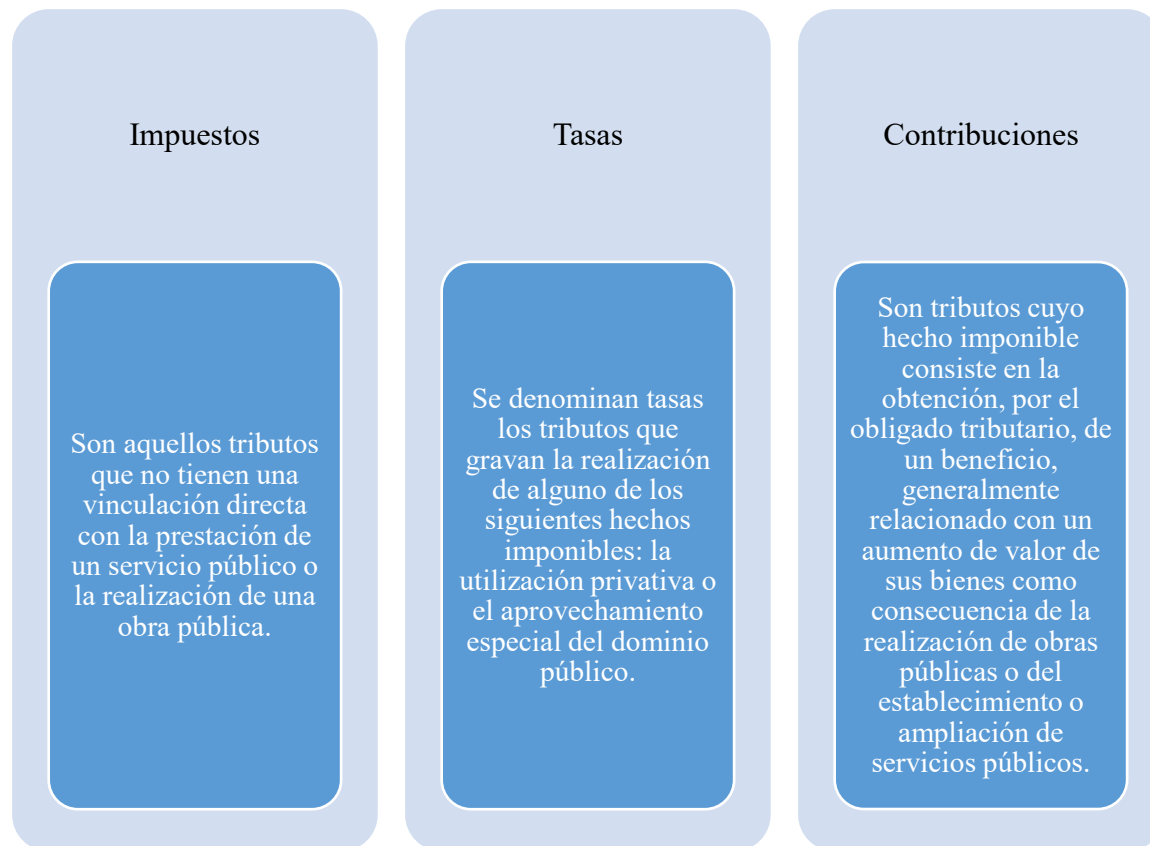 Impuestos
Son aquellos tributos
que no tienen una
vinculación directa
con la prestación de
un servicio público o
la realización de una
obra pública.
Tasas
Se denominan tasas
los tributos que
gravan la realización
de alguno de los
siguientes hechos
imponibles: la
utilización privativa o
el aprovechamiento
especial del dominio
público.
Contribuciones
Son tributos cuyo
hecho imponible
consiste en la
obtención, por el
obligado tributario, de
un beneficio,
generalmente
relacionado con un
aumento de valor de
sus bienes como
consecuencia de la
realización de obras
públicas o del
establecimiento o
ampliación de
servicios públicos.